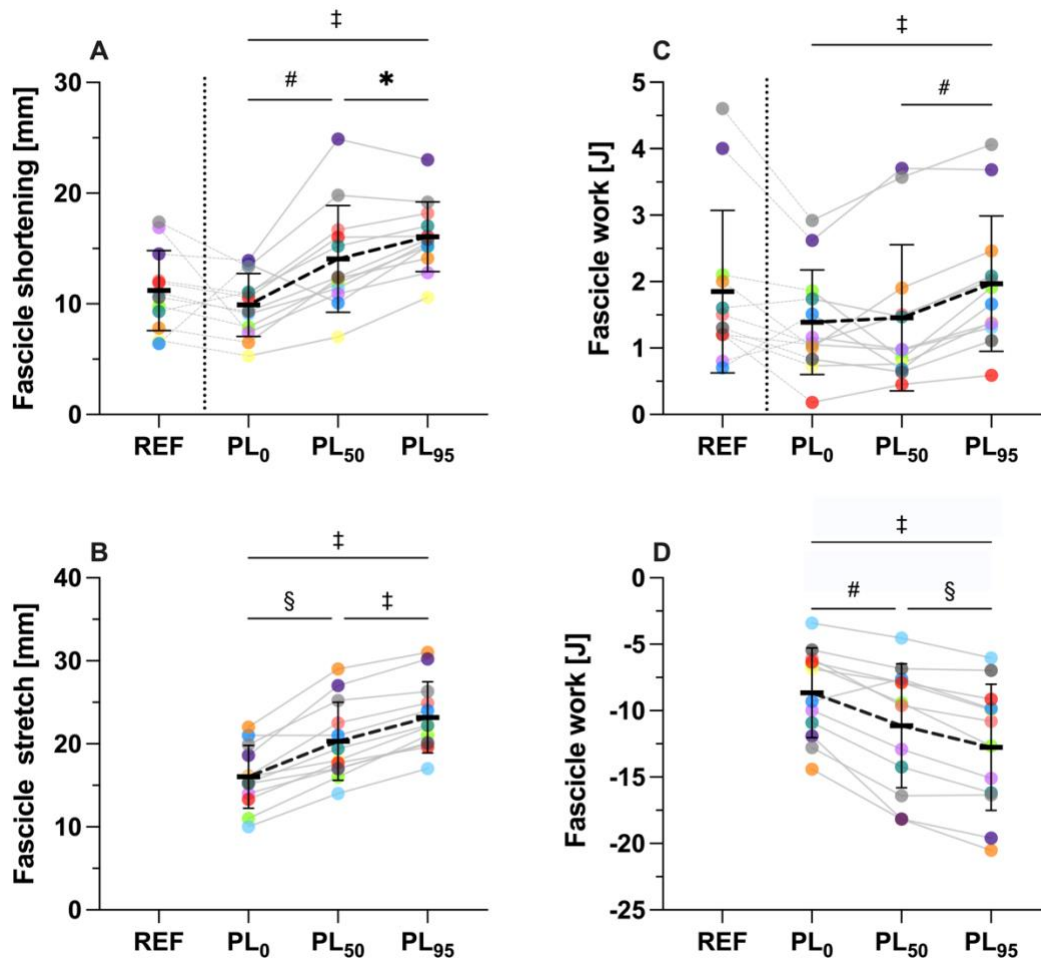 A
‡
#
*
Fascicle shortening [mm]
30
20
10
0
REF PL₀ PL₅₀ PL₉₅
C
‡
#
Fascicle work [J]
5
4
3
2
1
0
REF PL₀ PL₅₀ PL₉₅
B
‡
§ ‡
Fascicle stretch [mm]
40
30
20
10
0
REF PL₀ PL₅₀ PL₉₅
D
‡
# §
Fascicle work [J]
0
-5
-10
-15
-20
-25
REF PL₀ PL₅₀ PL₉₅